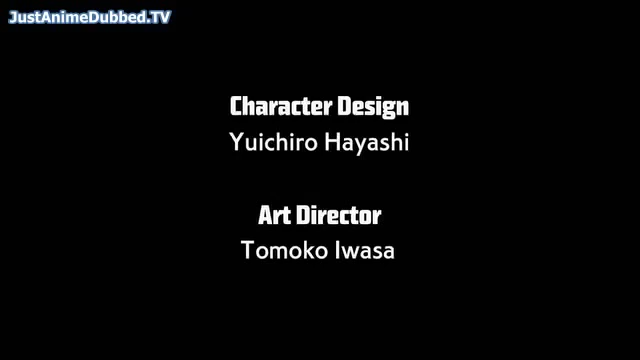 JustAnimeDubbed.TV
Character Design
Yuichiro Hayashi
Art Director
Tomoko Iwasa